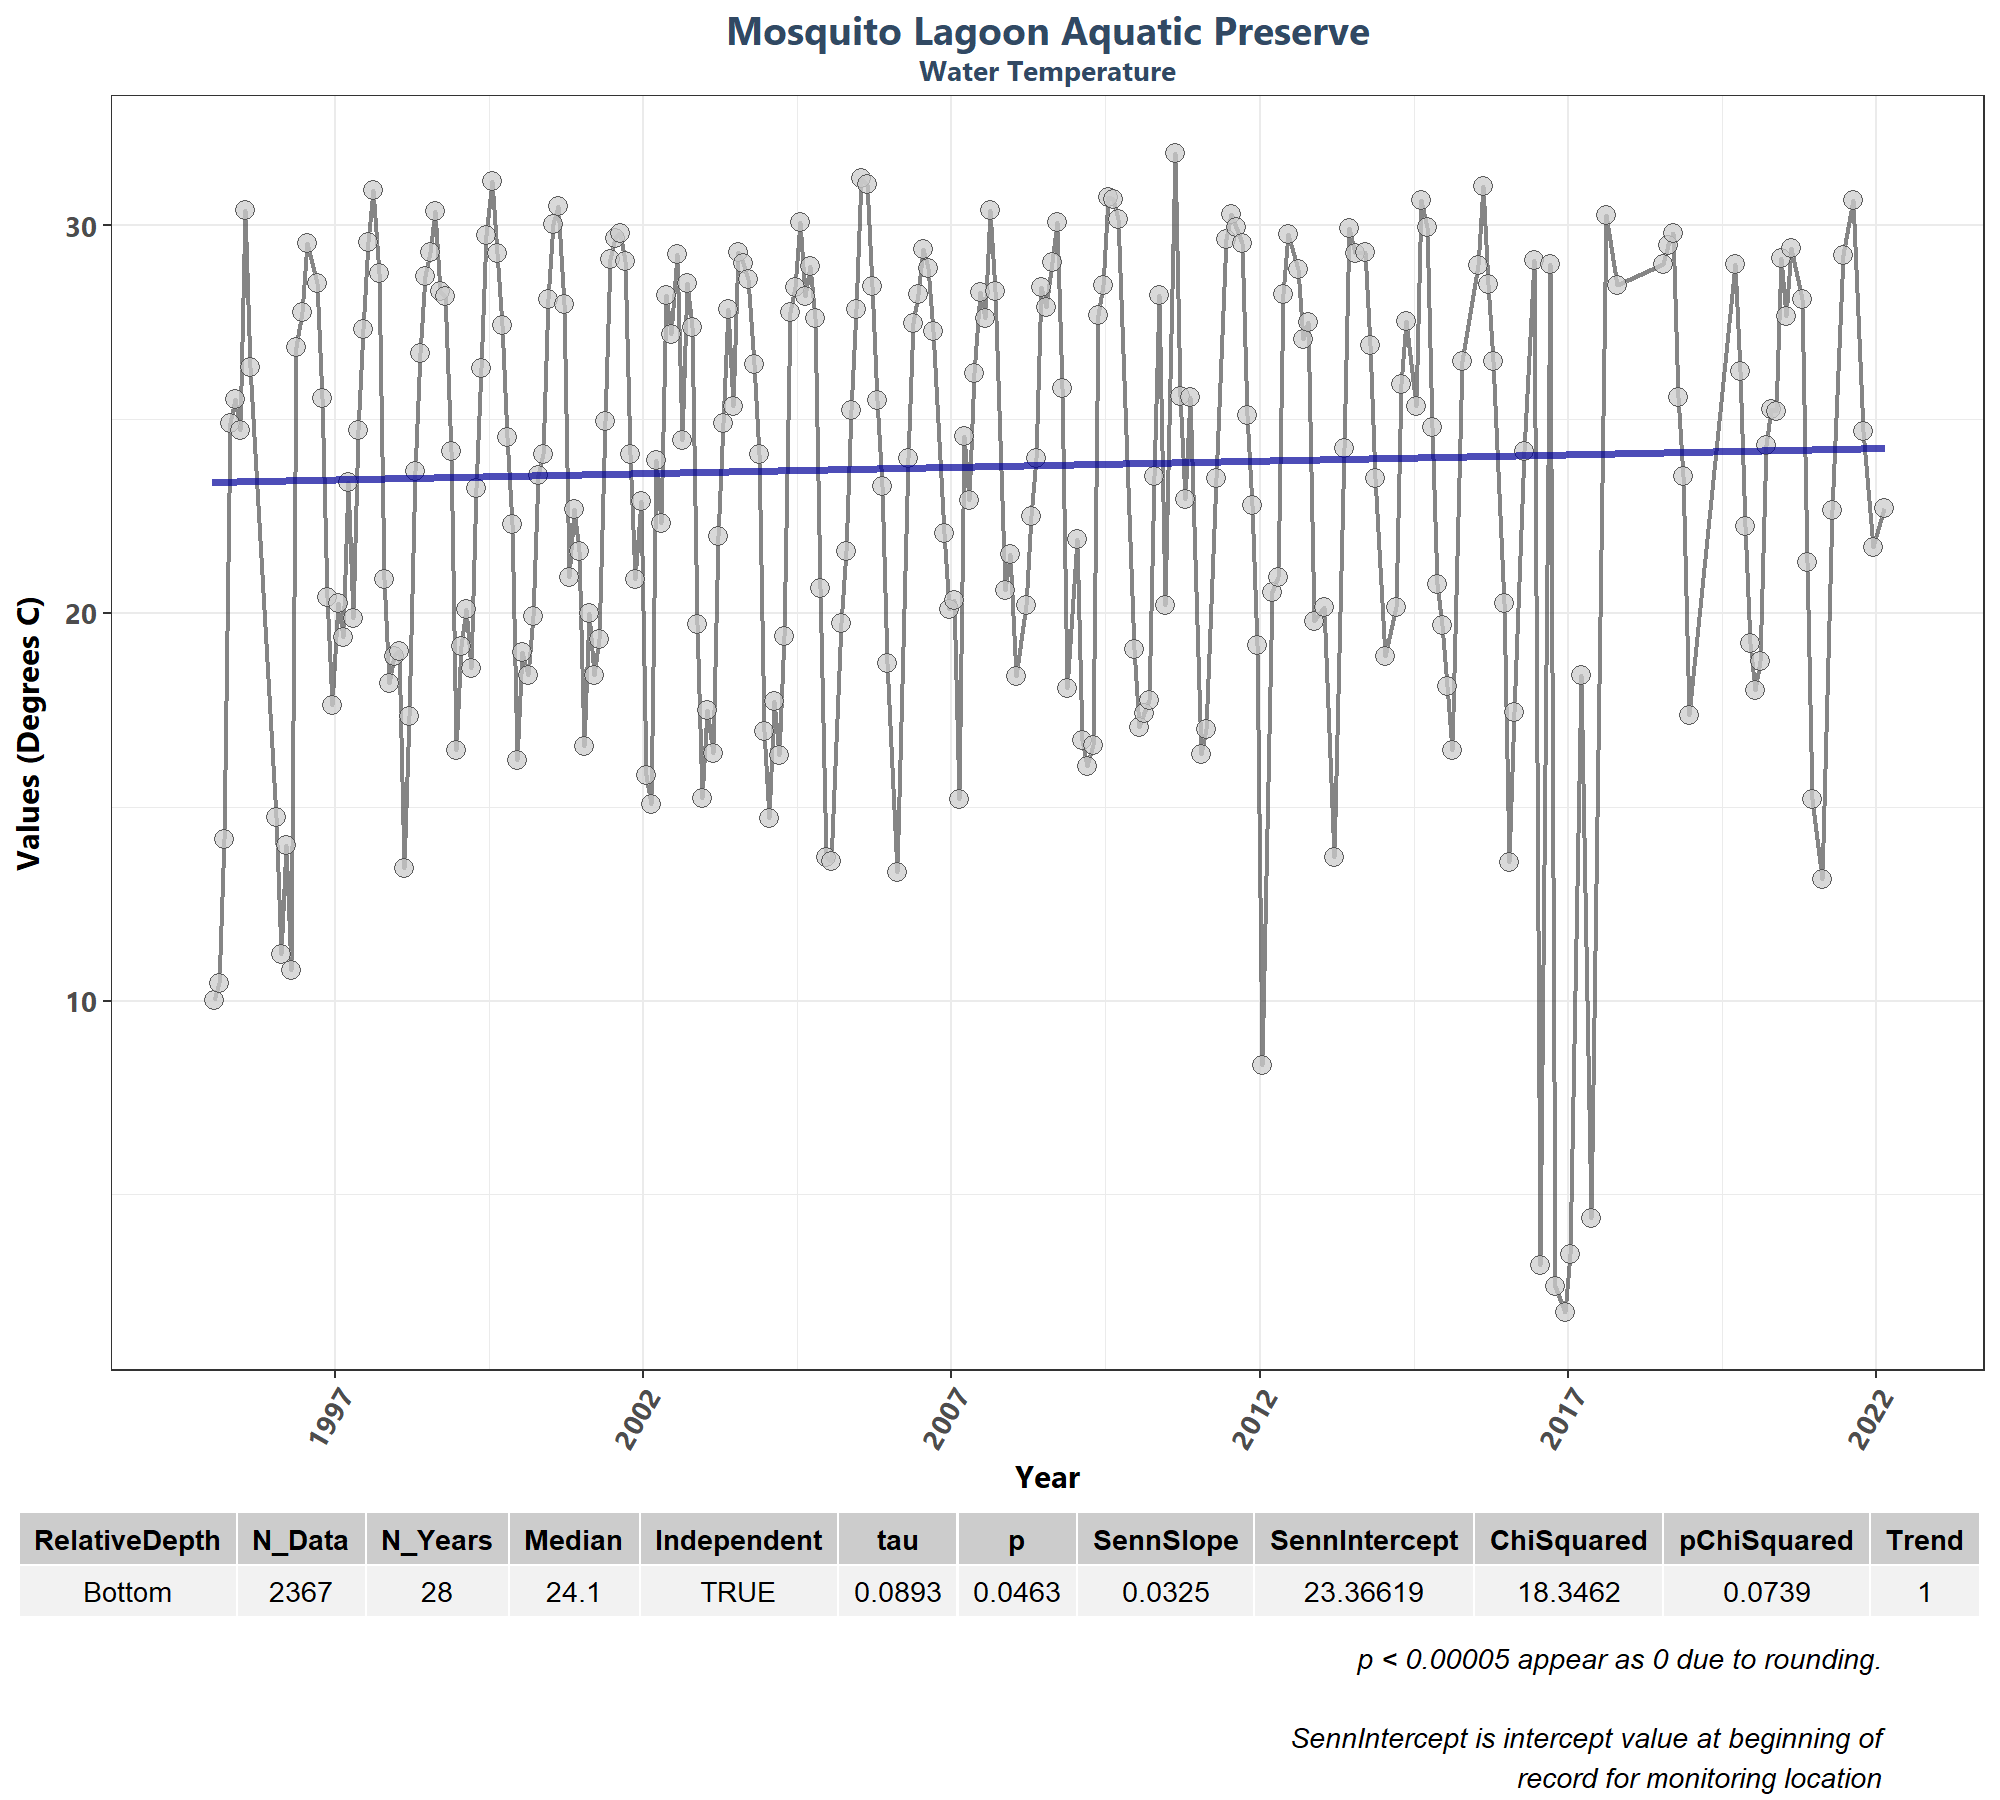 Mosquito Lagoon Aquatic Preserve
Water Temperature
Values (Degrees C)
30
20
10
1997 2002 2007 2012 2017 2022
Year
RelativeDepth N_Data N_Years Median Independent tau p SennSlope SennIntercept ChiSquared pChiSquared Trend
Bottom 2367 28 24.1 TRUE 0.0893 0.0463 0.0325 23.36619 18.3462 0.0739 1
p < 0.00005 appear as 0 due to rounding.
SennIntercept is intercept value at beginning of
record for monitoring location